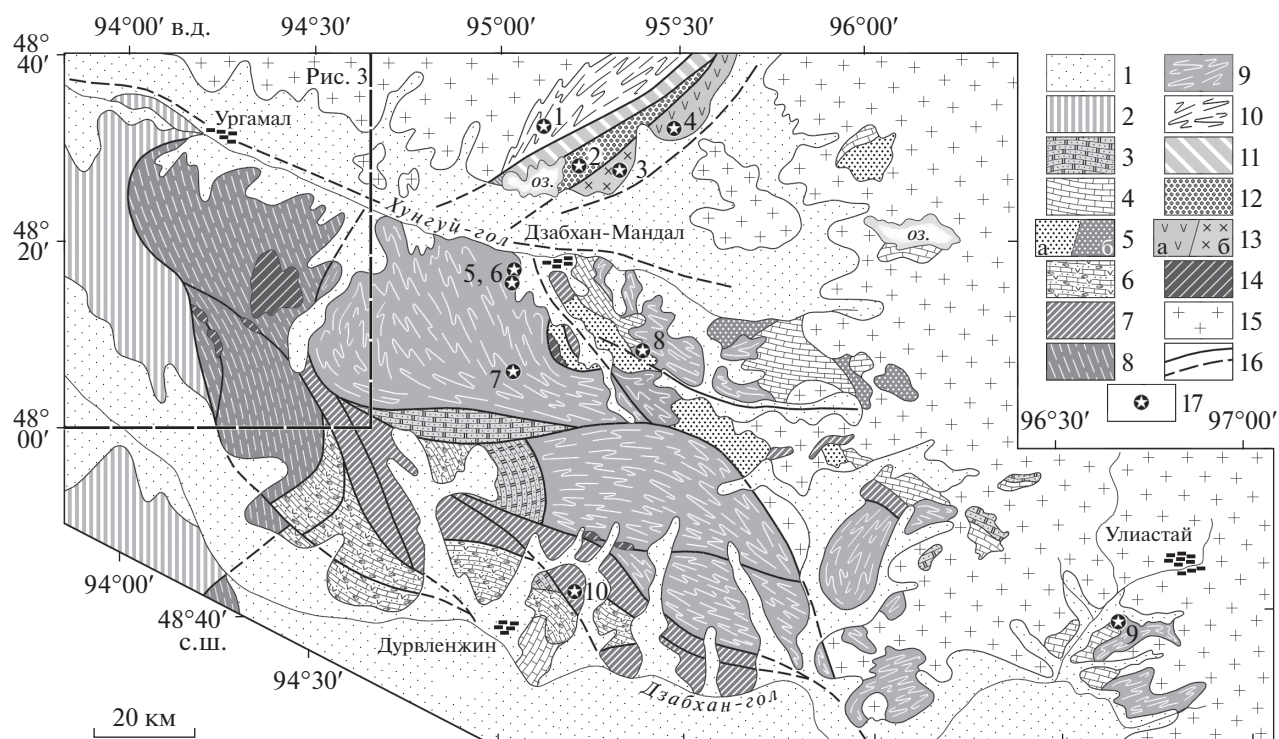 94°00′ в.д.
94°30′
95°00′
95°30′
96°00′
48°
40′
Рис. 3
Ургамал
1
4
2
3
оз.
Хунгуй-гол
Дзабхан-Мандал
оз.
48°
20′
5, 6
8
7
48°
00′
1
9
2
10
3
11
4
12
а
б
5
а
б
13
6
14
7
15
8
16
17
96°30′
97°00′
Улиастай
94°00′
48°40′
с.ш.
10
9
Дурвленжин
94°30′
Дзабхан-гол
20 км